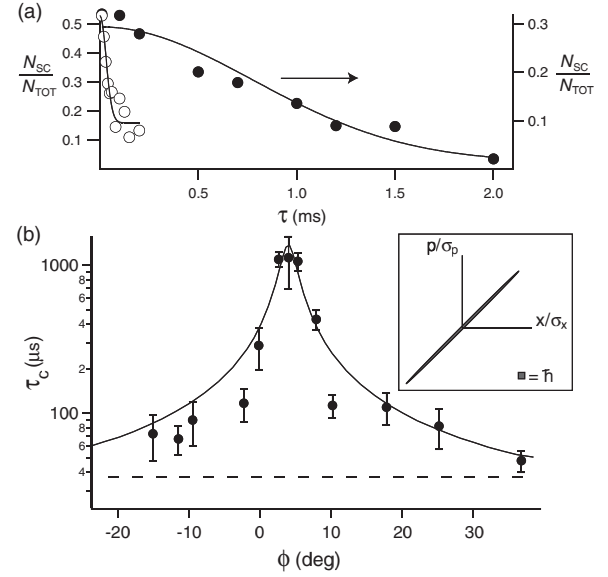 (a)
0.5
0.4
0.3
0.2
0.1
N_SC
N_TOT
0.3
0.2
0.1
N_SC
N_TOT
0.5
1.0
1.5
2.0
τ (ms)
(b)
1000
8
6
4
2
100
8
6
4
τ_c (μs)
-20
-10
0
10
20
30
ϕ (deg)
p/σ_p
x/σ_x
= ħ